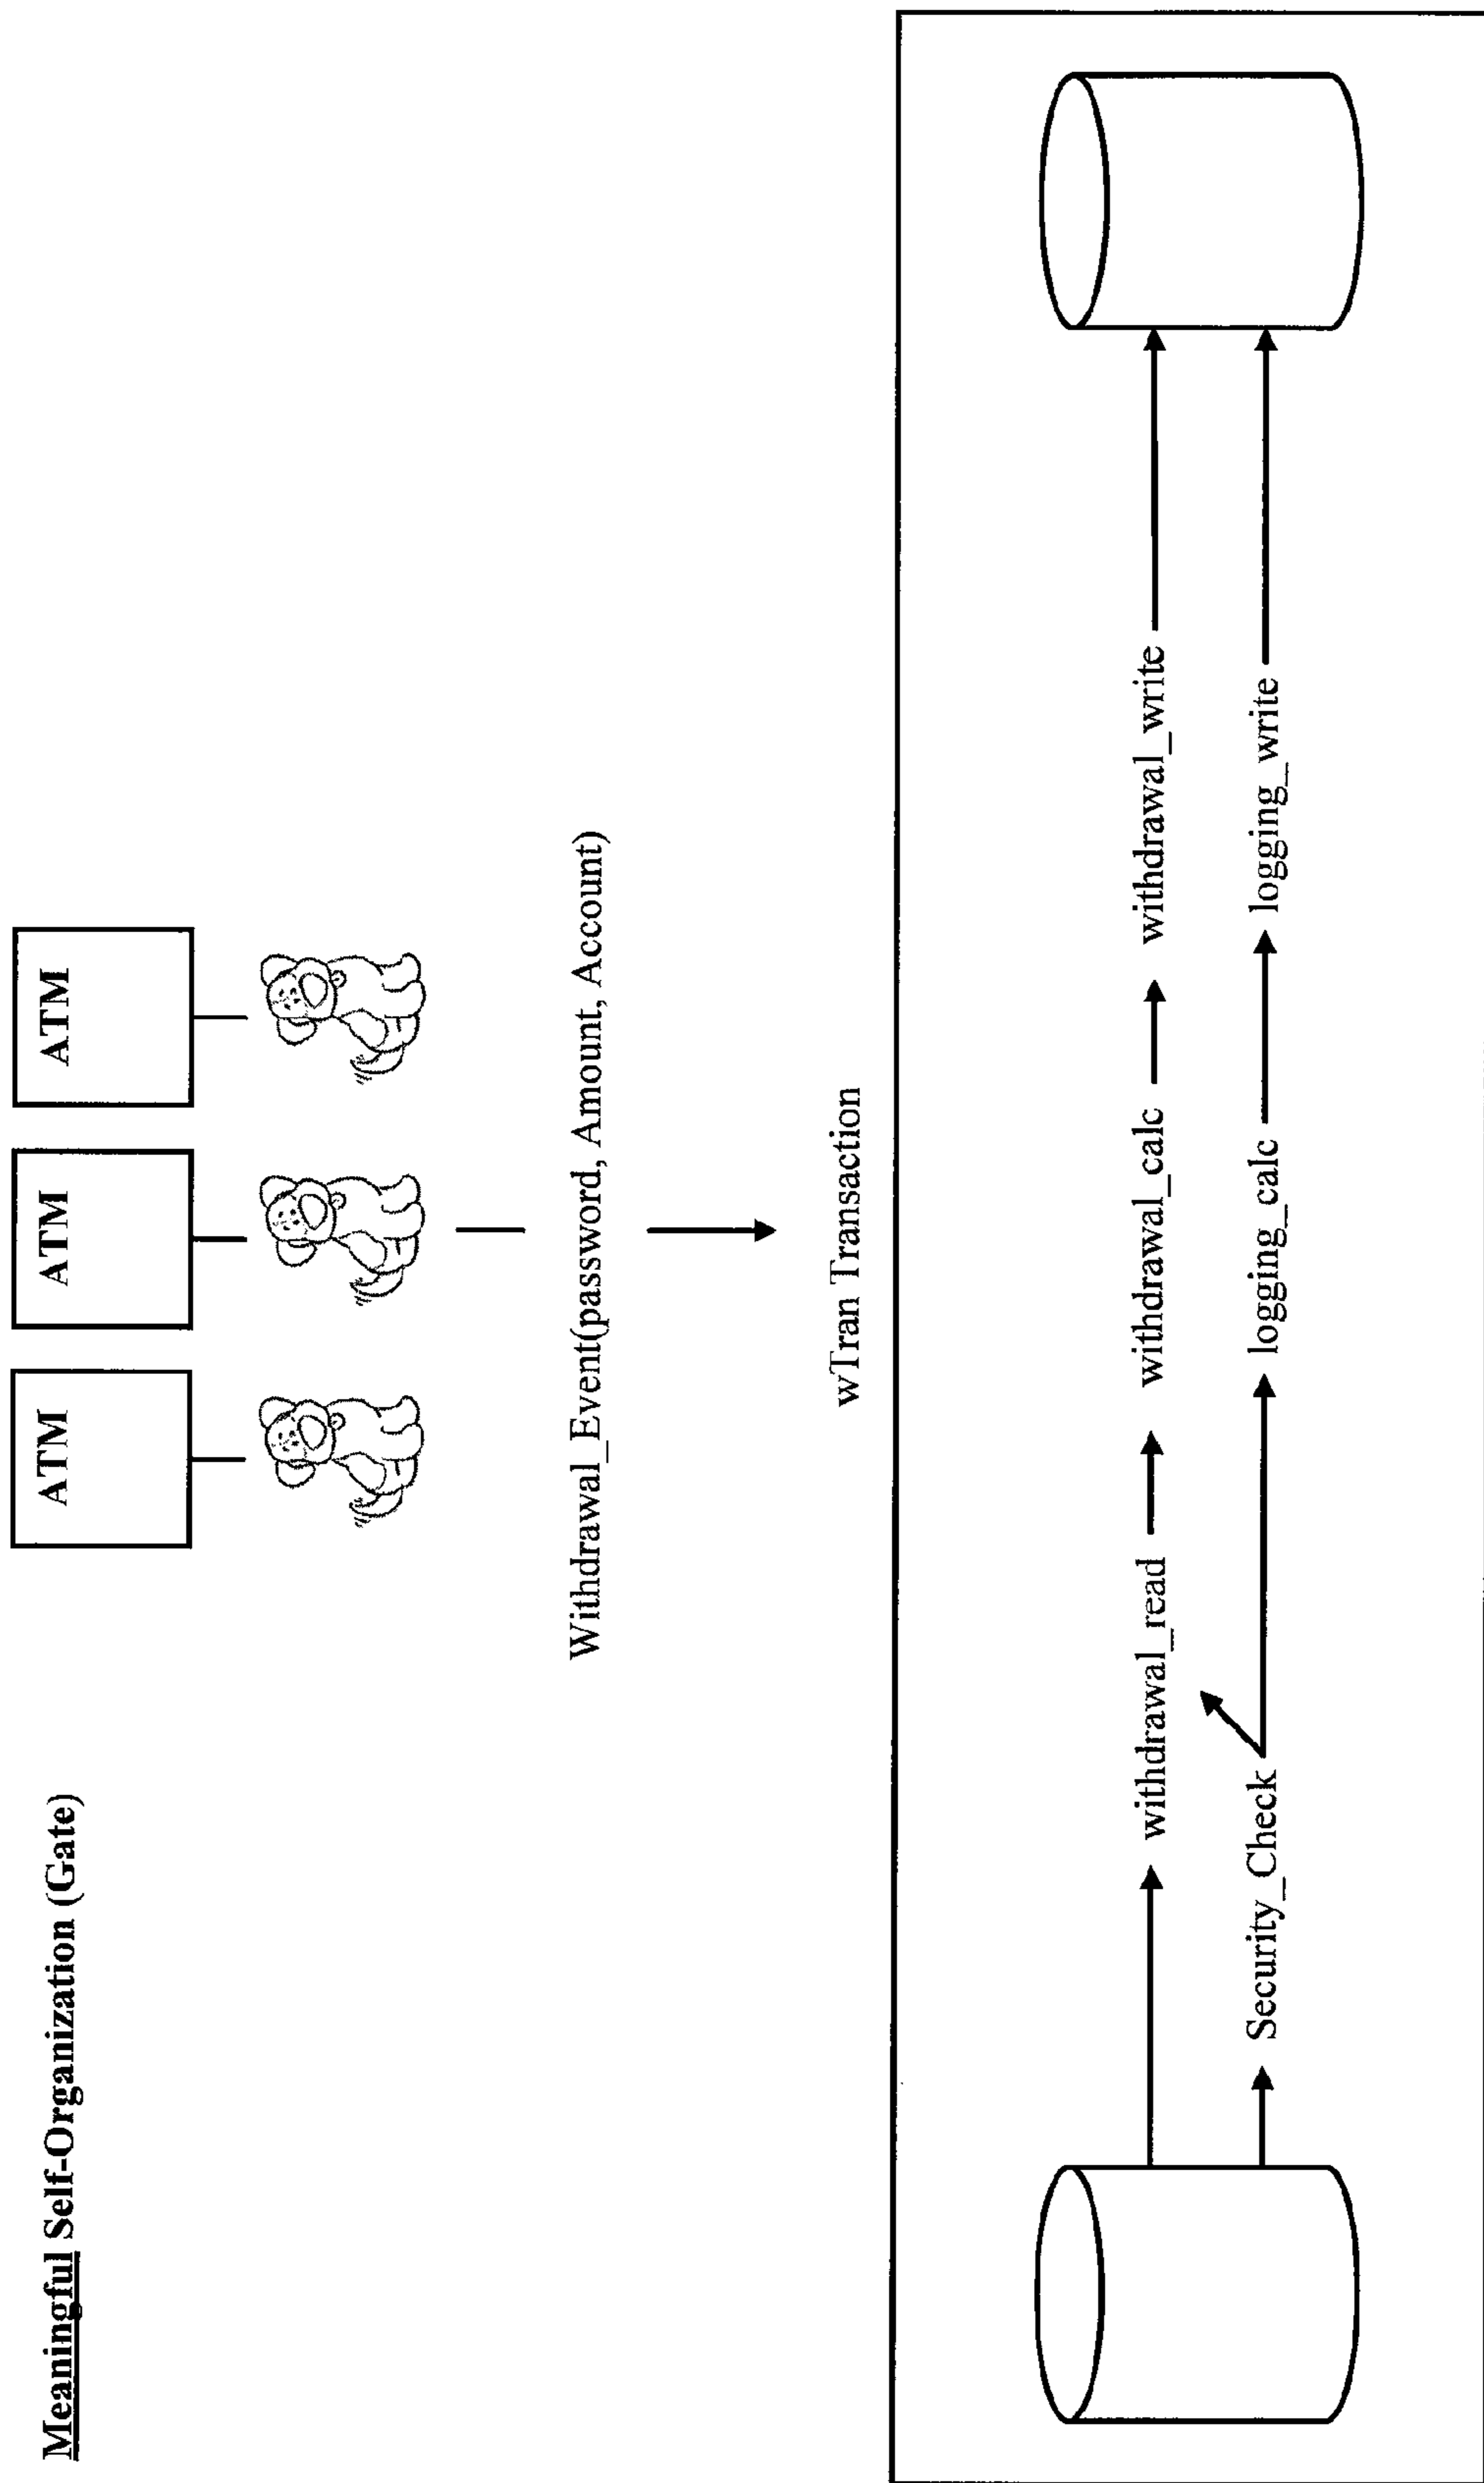 Meaningful Self-Organization (Gate)
ATM ATM ATM
Withdrawal_Event(password, Amount, Account)
wTran Transaction
withdrawal_read withdrawal_calc withdrawal_write
Security_Check logging_calc logging_write